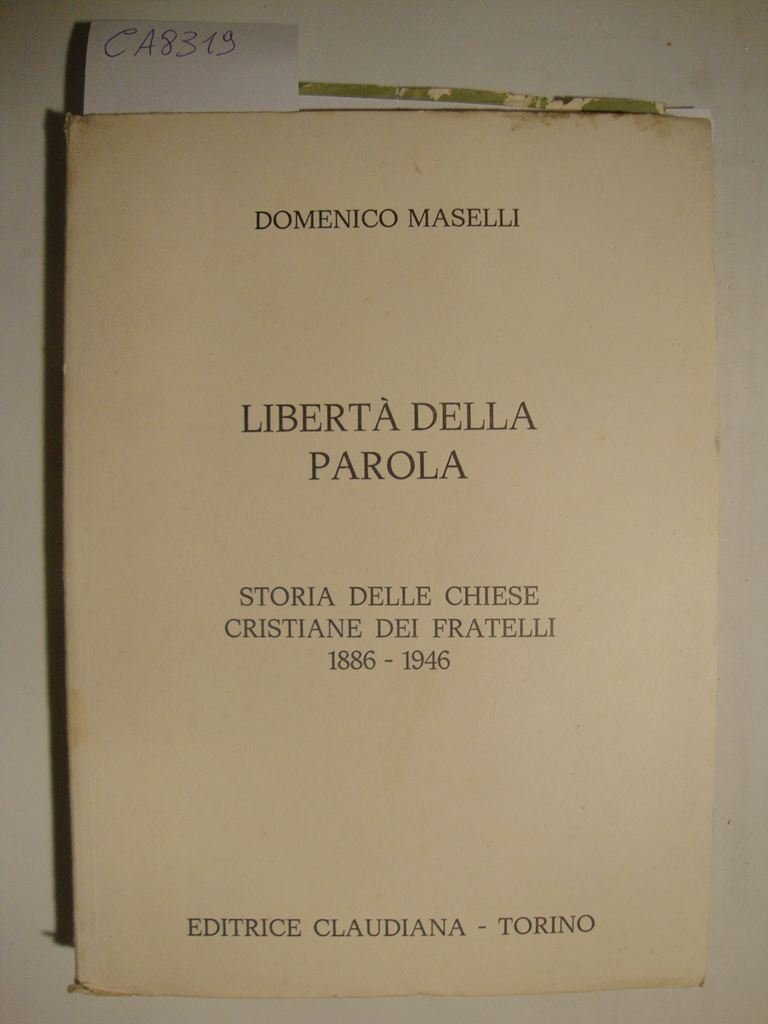 CA8319
DOMENICO MASELLI
LIBERTÀ DELLA
PAROLA
STORIA DELLE CHIESE
CRISTIANE DEI FRATELLI
1886 - 1946
EDITRICE CLAUDIANA - TORINO